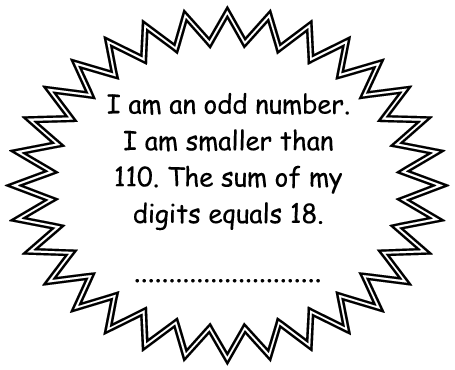 I am an odd number.
I am smaller than
110. The sum of my
digits equals 18.
...........................